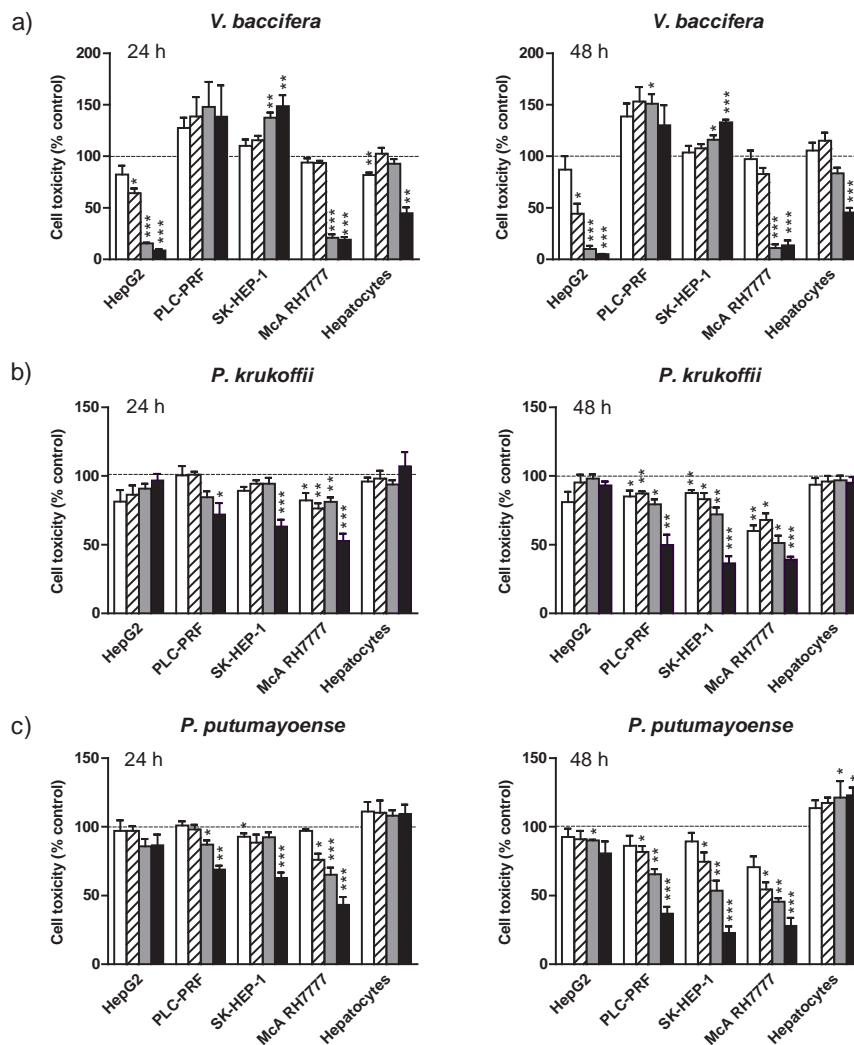 a)
V. baccifera
24 h
Cell toxicity (% control)
200
150
100
50
0
** ** ** * *** *** *** *** **
HepG2
PLC-PRF
SK-HEP-1
McA RH7777
Hepatocytes
V. baccifera
48 h
Cell toxicity (% control)
200
150
100
50
0
* *** * * *** *** *** *** ***
HepG2
PLC-PRF
SK-HEP-1
McA RH7777
Hepatocytes
b)
P. krukoffii
24 h
Cell toxicity (% control)
150
100
50
0
* *** * ** ** ***
HepG2
PLC-PRF
SK-HEP-1
McA RH7777
Hepatocytes
P. krukoffii
48 h
Cell toxicity (% control)
150
100
50
0
* ** * ** ** * ** *** ** * * ***
HepG2
PLC-PRF
SK-HEP-1
McA RH7777
Hepatocytes
c)
P. putumayoense
24 h
Cell toxicity (% control)
150
100
50
0
* ** * *** * *** ***
HepG2
PLC-PRF
SK-HEP-1
McA RH7777
Hepatocytes
P. putumayoense
48 h
Cell toxicity (% control)
150
100
50
0
* * ** *** * ** *** * ** *** * *
HepG2
PLC-PRF
SK-HEP-1
McA RH7777
Hepatocytes